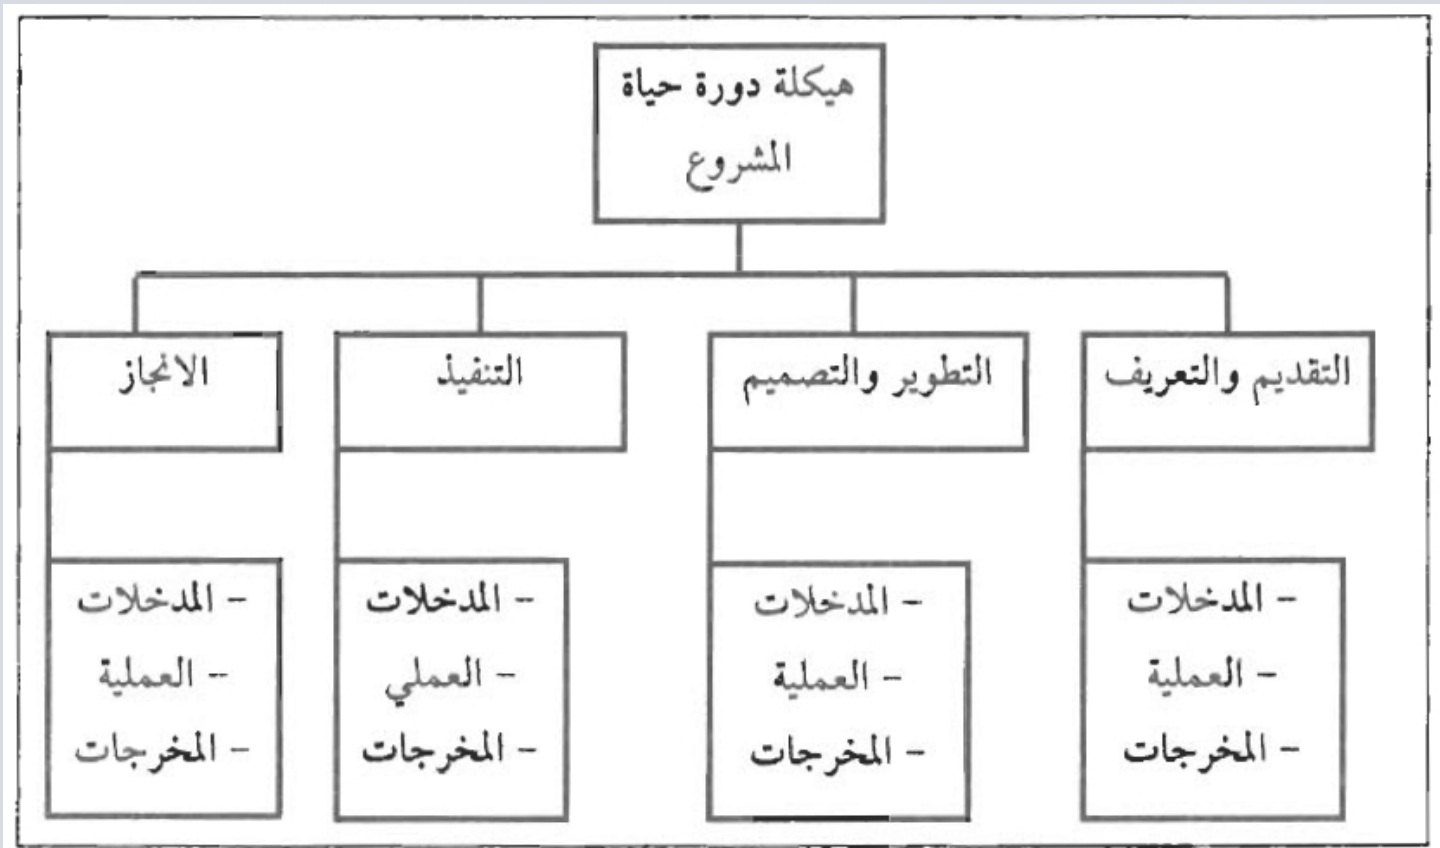 هيكلة دورة حياة
المشروع
التقديم والتعريف
التطوير والتصميم
التنفيذ
الانجاز
- المدخلات
- العملية
- المخرجات
- المدخلات
- العملية
- المخرجات
- المدخلات
- العملي
- المخرجات
- المدخلات
- العملية
- المخرجات